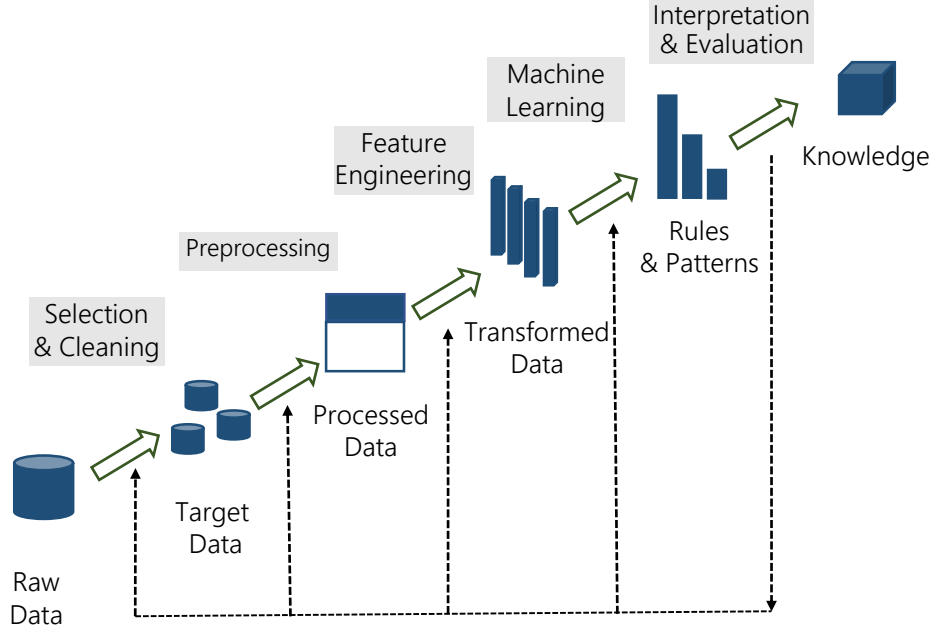 Interpretation
& Evaluation
Machine
Learning
Knowledge
Feature
Engineering
Rules
& Patterns
Preprocessing
Selection
& Cleaning
Transformed
Data
Processed
Data
Target
Data
Raw
Data